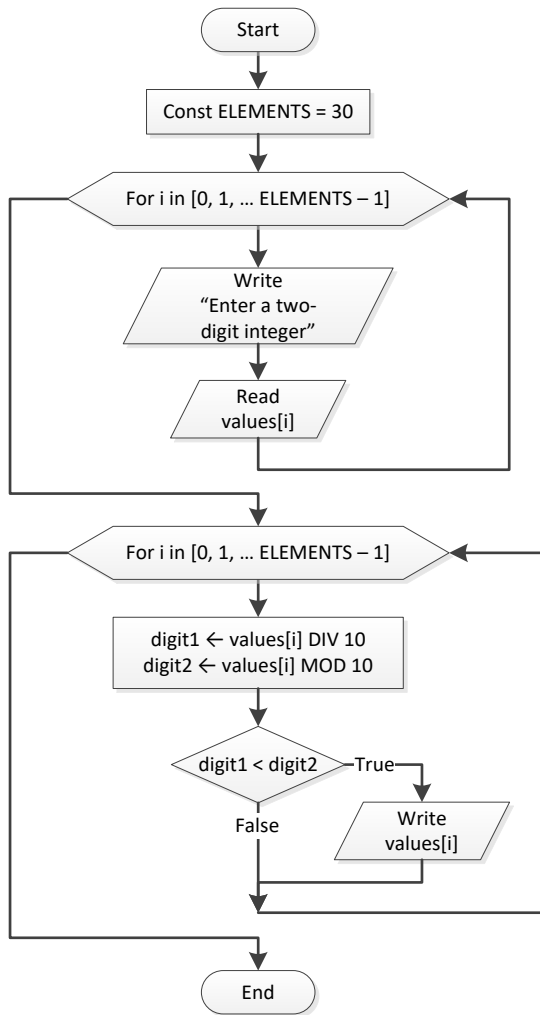 Start
Const ELEMENTS = 30
For i in [0, 1, … ELEMENTS – 1]
Write
“Enter a two-
digit integer”
Read
values[i]
For i in [0, 1, … ELEMENTS – 1]
digit1 ← values[i] DIV 10
digit2 ← values[i] MOD 10
digit1 < digit2
True
False
Write
values[i]
End